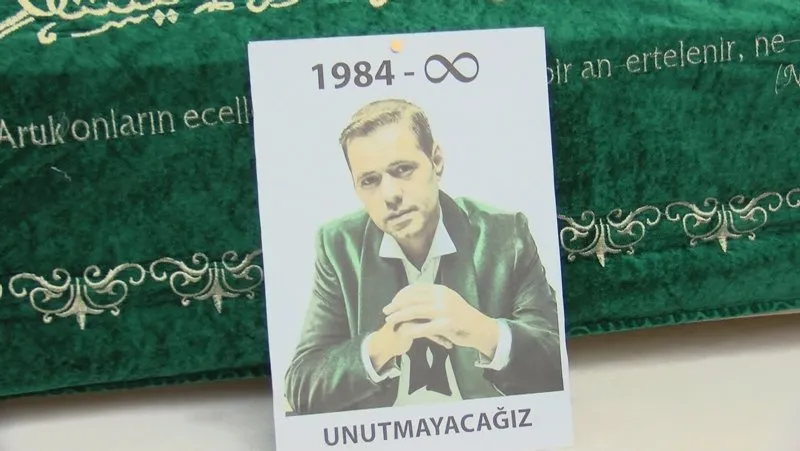 1984 - ∞
Artık onların ecell
bir an ertelenir, ne
UNUTMAYACAĞIZ